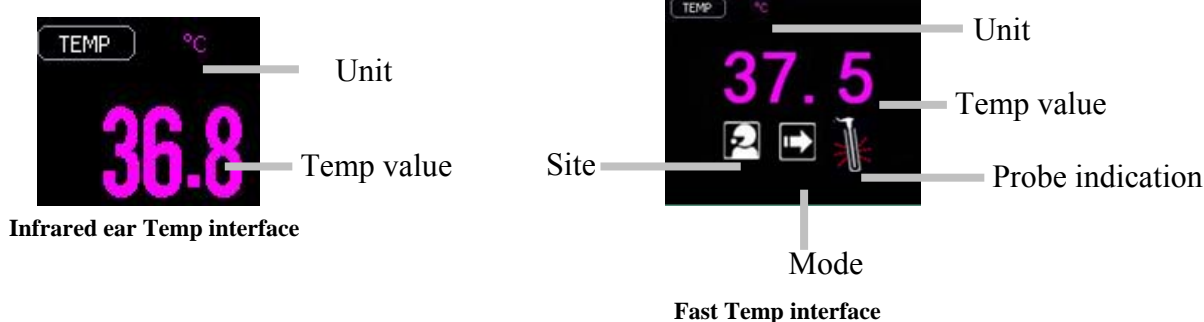 TEMP °C
Unit
36.8
Temp value
Infrared ear Temp interface
TEMP °C
Unit
37.5
Temp value
Site
Probe indication
Mode
Fast Temp interface